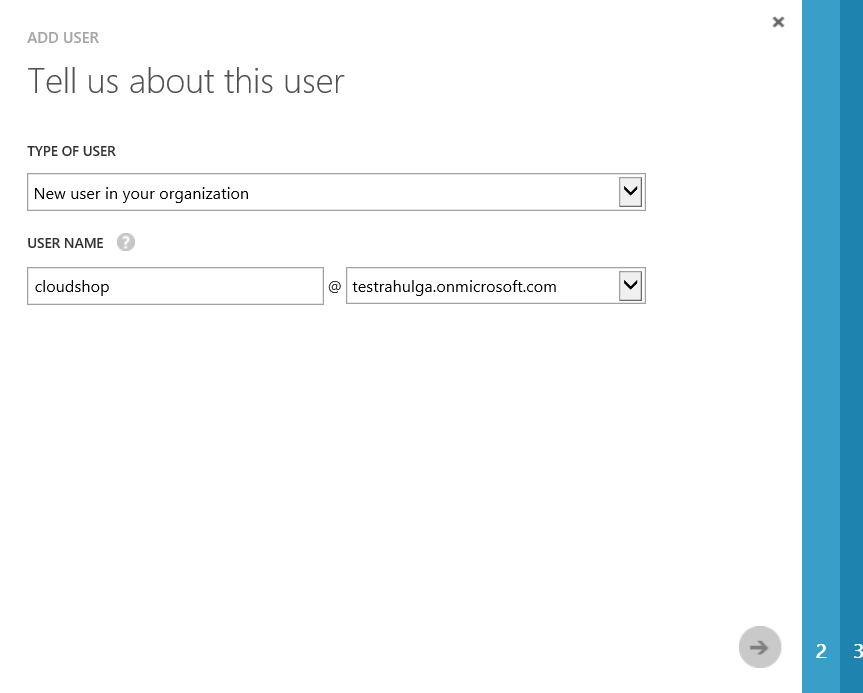 ADD USER
Tell us about this user
TYPE OF USER
New user in your organization
USER NAME ?
cloudshop @ testrahulga.onmicrosoft.com
2 3